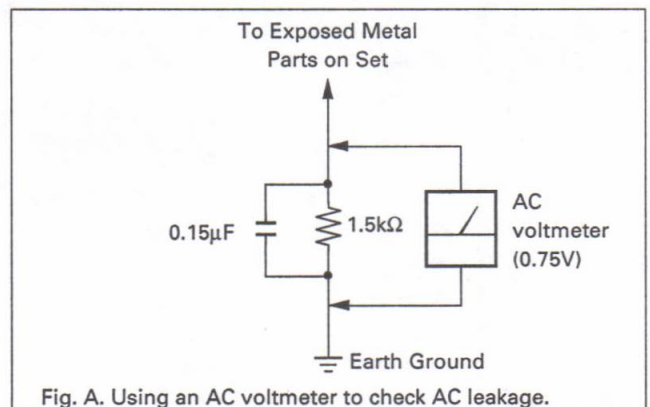 To Exposed Metal
Parts on Set
0.15µF
1.5kΩ
AC
voltmeter
(0.75V)
Earth Ground
Fig. A. Using an AC voltmeter to check AC leakage.